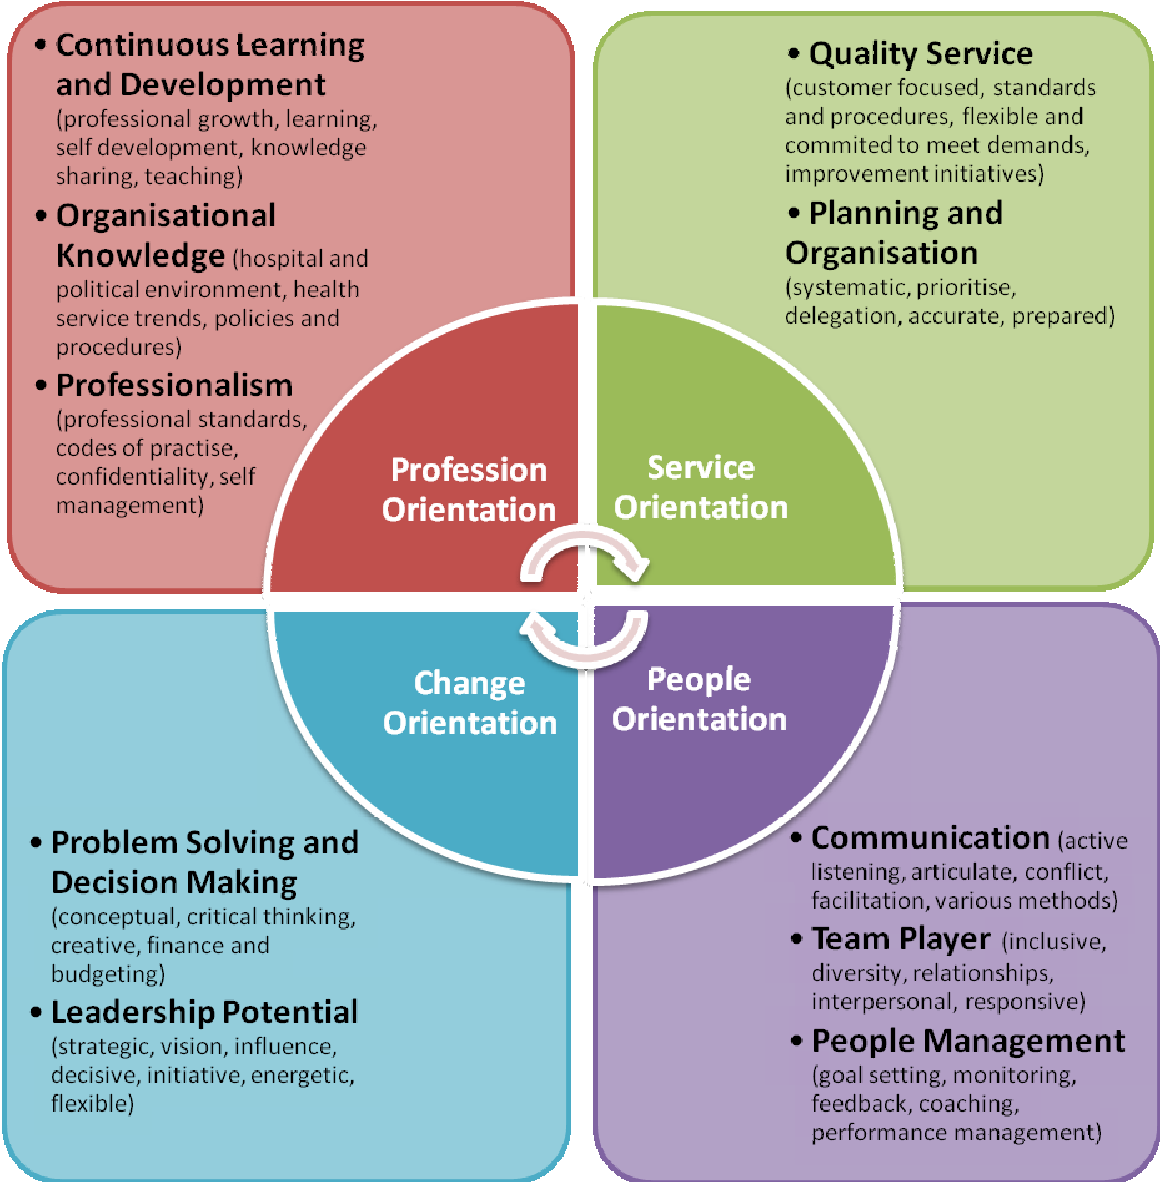 • Continuous Learning
and Development
(professional growth, learning,
self development, knowledge
sharing, teaching)
• Organisational
Knowledge (hospital and
political environment, health
service trends, policies and
procedures)
• Professionalism
(professional standards,
codes of practise,
confidentiality, self
management)
• Quality Service
(customer focused, standards
and procedures, flexible and
commited to meet demands,
improvement initiatives)
• Planning and
Organisation
(systematic, prioritise,
delegation, accurate, prepared)
Profession
Orientation
Service
Orientation
Change
Orientation
People
Orientation
• Problem Solving and
Decision Making
(conceptual, critical thinking,
creative, finance and
budgeting)
• Leadership Potential
(strategic, vision, influence,
decisive, initiative, energetic,
flexible)
• Communication (active
listening, articulate, conflict,
facilitation, various methods)
• Team Player (inclusive,
diversity, relationships,
interpersonal, responsive)
• People Management
(goal setting, monitoring,
feedback, coaching,
performance management)